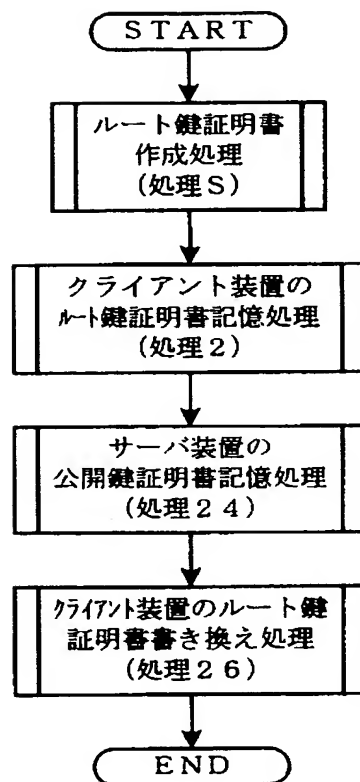 START
ルート鍵証明書
作成処理
(処理S)
クライアント装置の
ルート鍵証明書記憶処理
(処理2)
サーバ装置の
公開鍵証明書記憶処理
(処理24)
クライアント装置のルート鍵
証明書書き換え処理
(処理26)
END